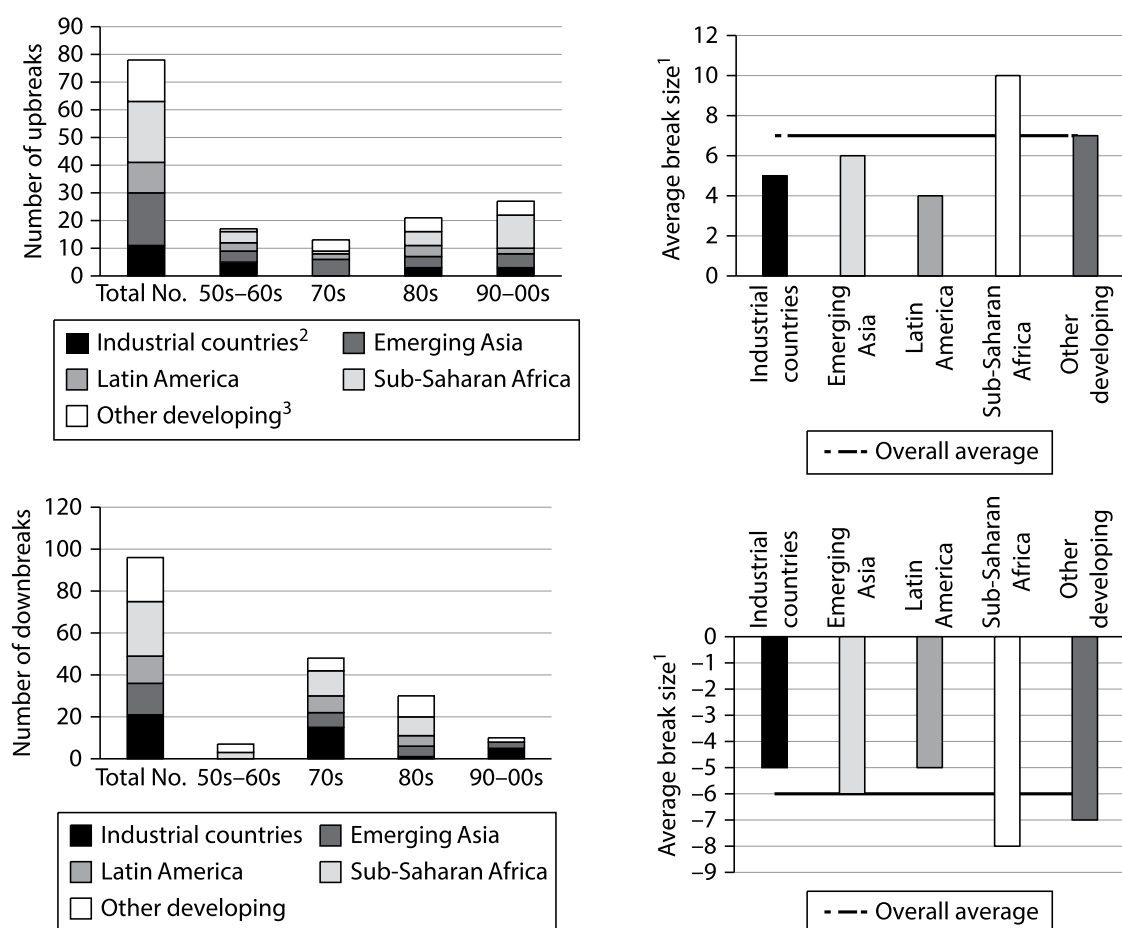 Number of upbreaks
90
80
70
60
50
40
30
20
10
0
Total No. 50s–60s 70s 80s 90–00s
Industrial countries² Emerging Asia
Latin America Sub-Saharan Africa
Other developing³
Average break size¹
12
10
8
6
4
2
0
Industrial
countries
Emerging
Asia
Latin
America
Sub-Saharan
Africa
Other
developing
Overall average
Number of downbreaks
120
100
80
60
40
20
0
Total No. 50s–60s 70s 80s 90–00s
Industrial countries Emerging Asia
Latin America Sub-Saharan Africa
Other developing
Industrial
countries
Emerging
Asia
Latin
America
Sub-Saharan
Africa
Other
developing
Average break size¹
0
–1
–2
–3
–4
–5
–6
–7
–8
–9
Overall average